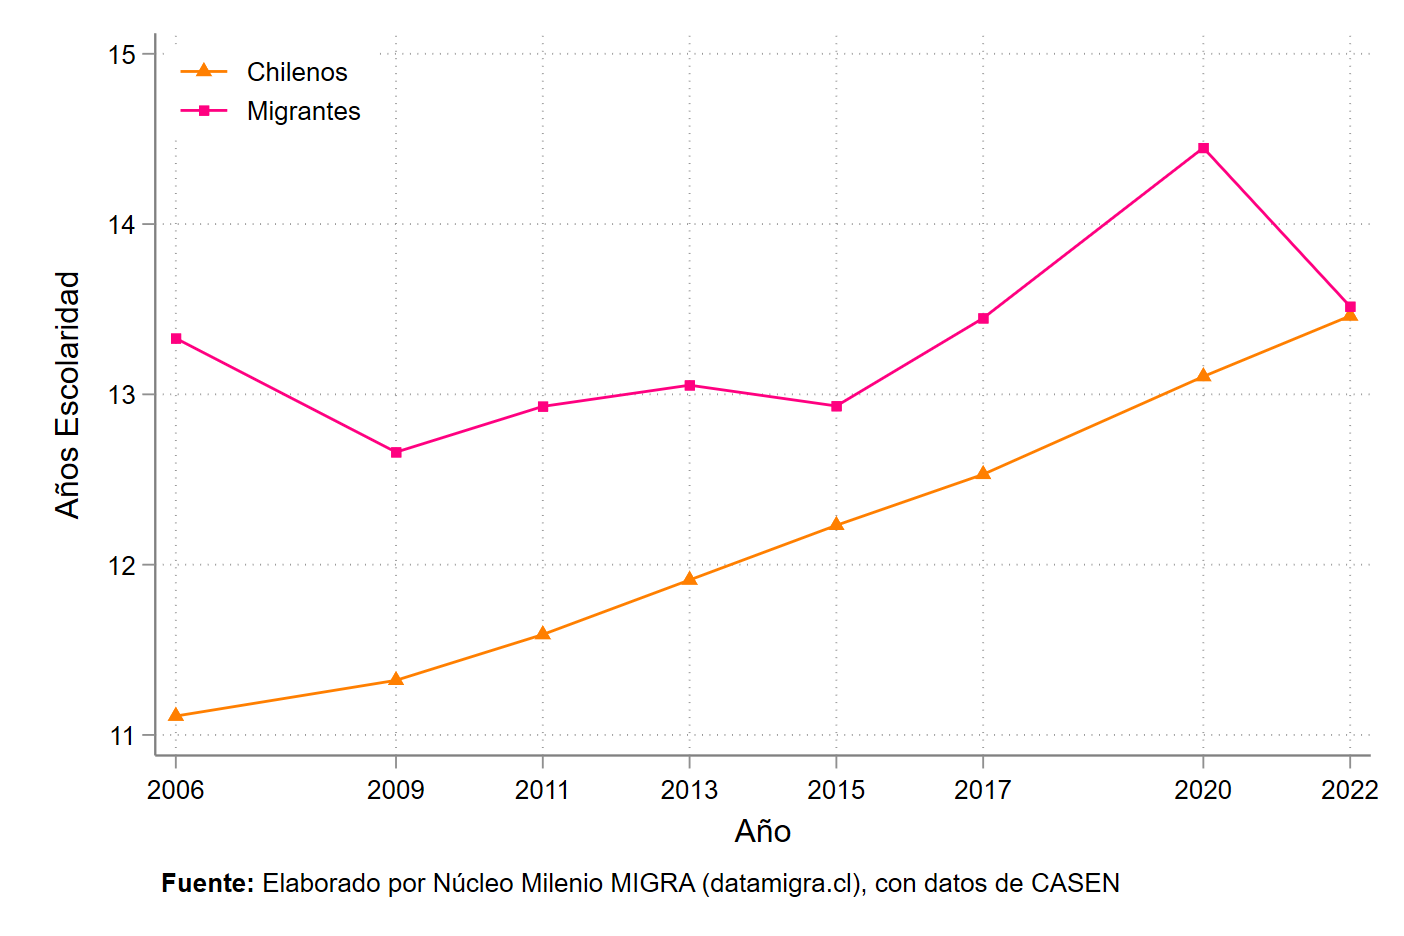 15
Chilenos
Migrantes
14
13
12
11
Años Escolaridad
2006 2009 2011 2013 2015 2017 2020 2022
Año
Fuente: Elaborado por Núcleo Milenio MIGRA (datamigra.cl), con datos de CASEN